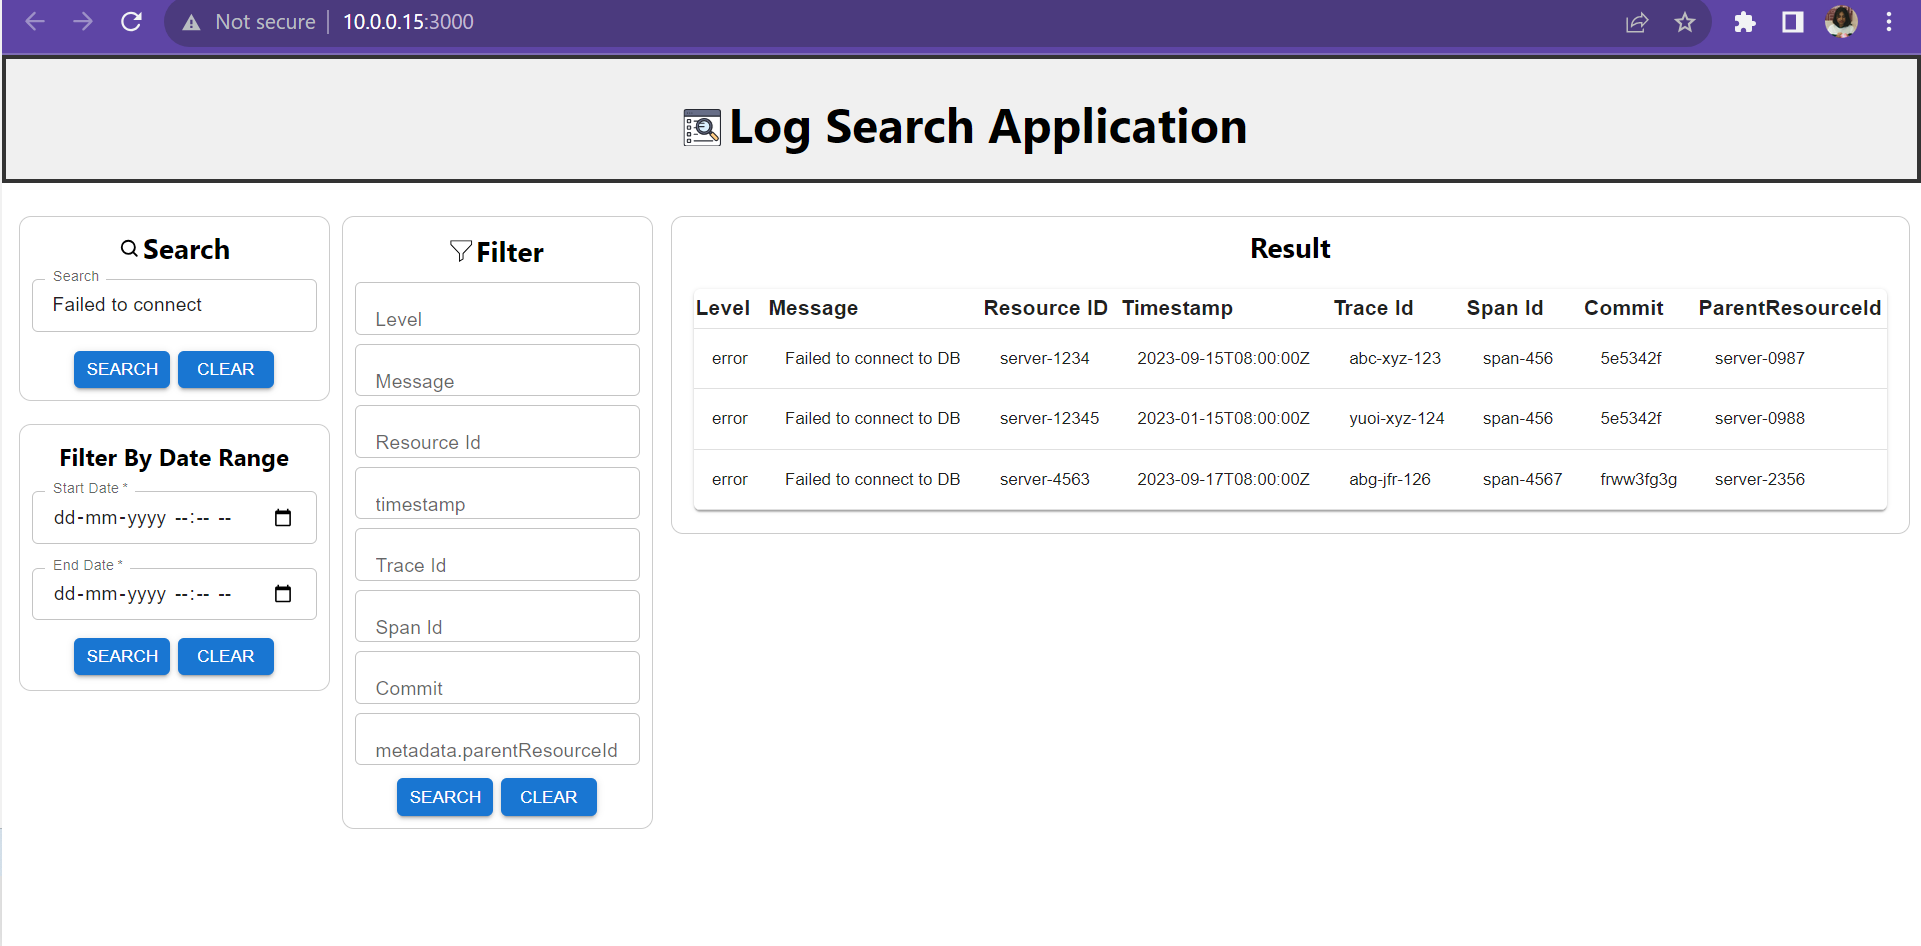 Not secure | 10.0.0.15:3000
Log Search Application
Search
Search
Failed to connect
SEARCH CLEAR
Filter By Date Range
Start Date *
dd-mm-yyyy --:-- --
End Date *
dd-mm-yyyy --:-- --
SEARCH CLEAR
Filter
Level
Message
Resource Id
timestamp
Trace Id
Span Id
Commit
metadata.parentResourceId
SEARCH CLEAR
Result
Level Message Resource ID Timestamp Trace Id Span Id Commit ParentResourceId
error Failed to connect to DB server-1234 2023-09-15T08:00:00Z abc-xyz-123 span-456 5e5342f server-0987
error Failed to connect to DB server-12345 2023-01-15T08:00:00Z yuoi-xyz-124 span-456 5e5342f server-0988
error Failed to connect to DB server-4563 2023-09-17T08:00:00Z abg-jfr-126 span-4567 frww3fg3g server-2356